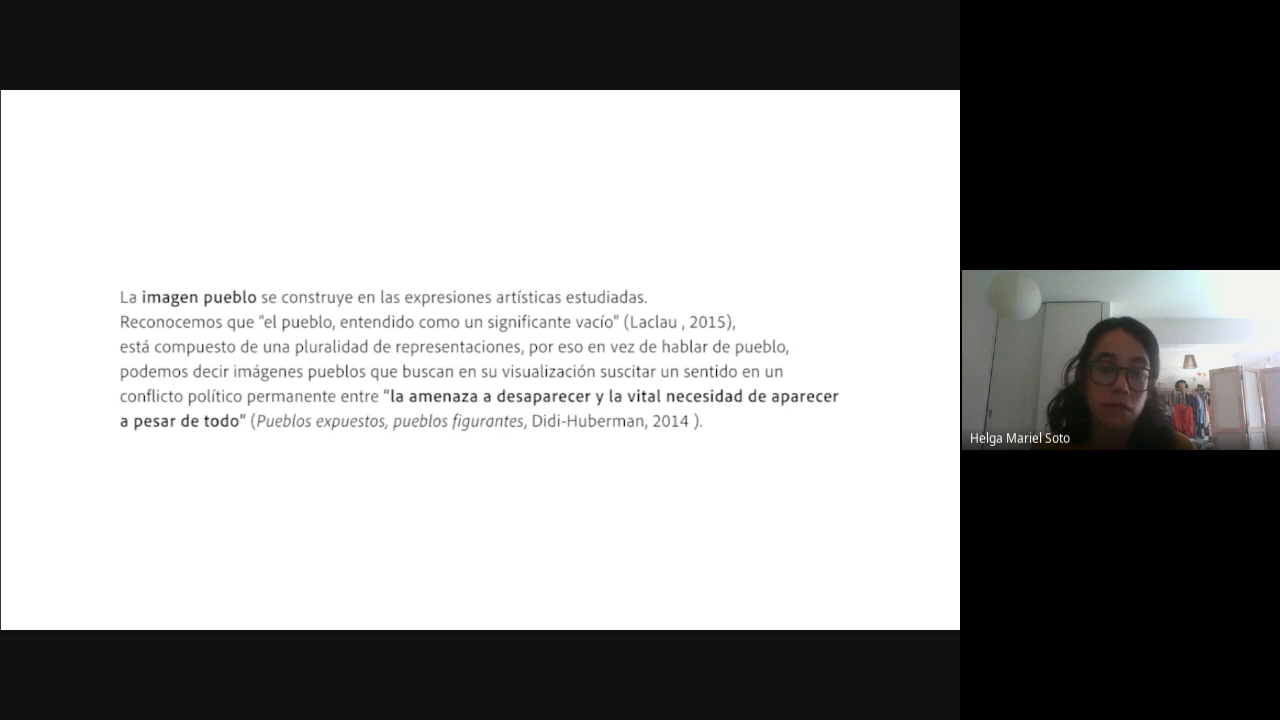 La imagen pueblo se construye en las expresiones artísticas estudiadas.
Reconocemos que “el pueblo, entendido como un significante vacío” (Laclau , 2015),
está compuesto de una pluralidad de representaciones, por eso en vez de hablar de pueblo,
podemos decir imágenes pueblos que buscan en su visualización suscitar un sentido en un
conflicto político permanente entre "la amenaza a desaparecer y la vital necesidad de aparecer
a pesar de todo" (Pueblos expuestos, pueblos figurantes, Didi-Huberman, 2014 ).
Helga Mariel Soto